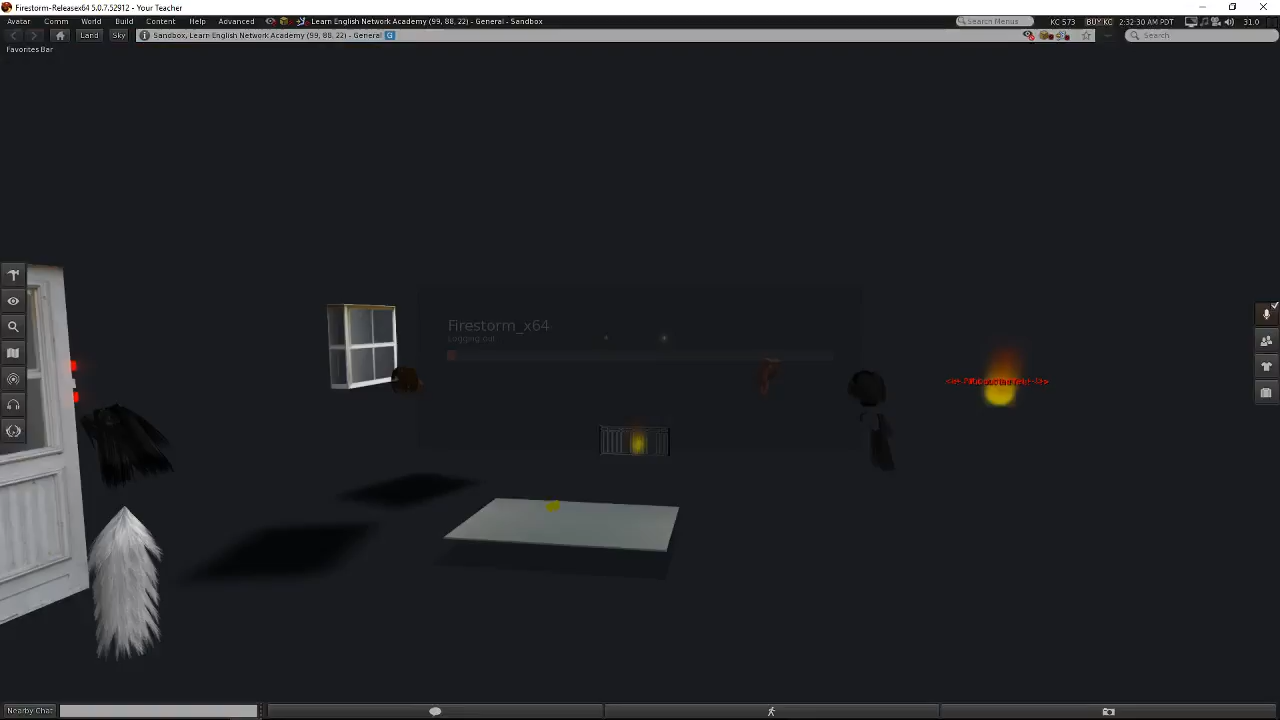 Firestorm-Releasex64 5.0.7.52912 - Your Teacher
Avatar Comm World Build Content Help Advanced Learn English Network Academy (99, 88, 22) - General - Sandbox Search Menus KC 573 BUY KC 2:32:30 AM PDT 31.0
Land Sky Sandbox, Learn English Network Academy (99, 88, 22) - General G Search
Favorites Bar
Firestorm_x64
Logging out
Nearby Chat